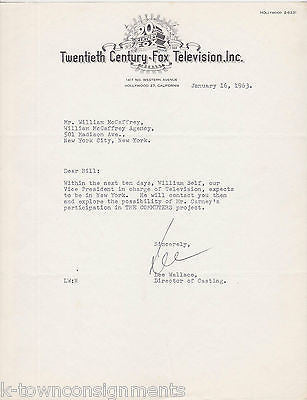 HOLLYWOOD 2-6231
20th
CENTURY
FOX
Twentieth Century-Fox Television, Inc.
1417 NO. WESTERN AVENUE
HOLLYWOOD 27, CALIFORNIA
January 16, 1963.
Mr. William McCaffrey,
William McCaffrey Agency,
501 Madison Ave.,
New York City, New York.
Dear Bill:
Within the next ten days, William Self, our
Vice President in charge of Television, expects
to be in New York. He will contact you then
and explore the possibility of Mr. Carney's
participation in THE COMMUTERS project.
Sincerely,
Lee
Lee Wallace,
Director of Casting.
LW:H
k-townconsignments